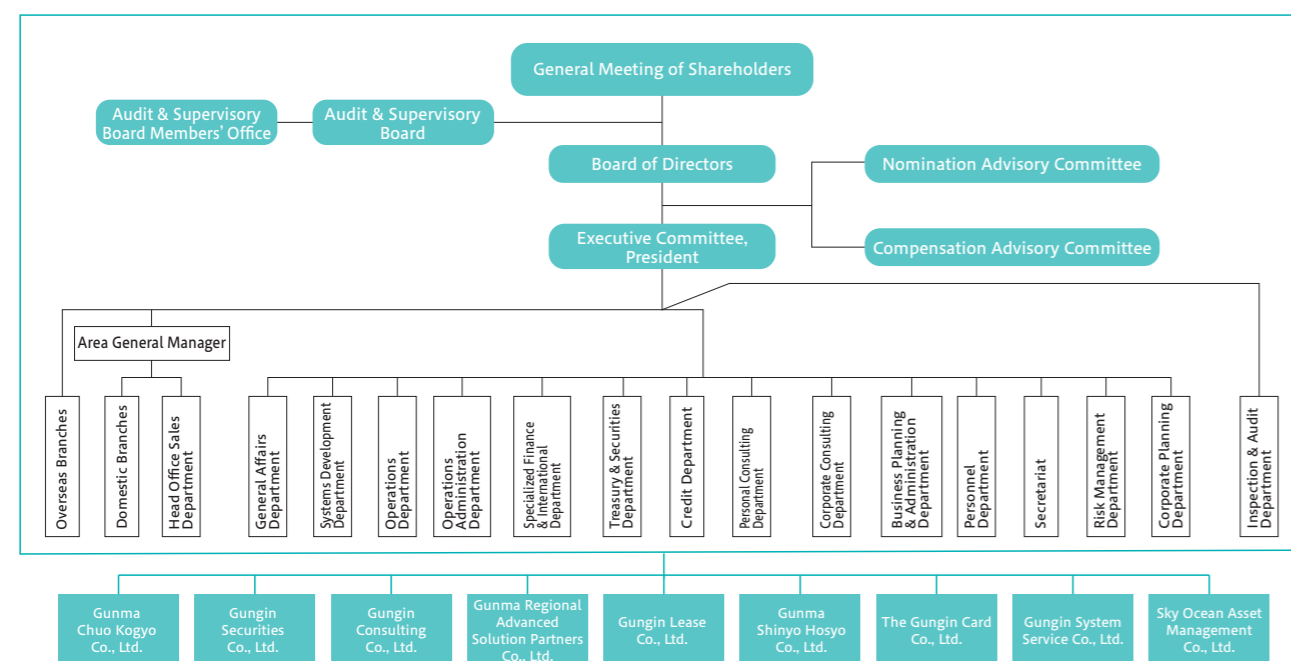 General Meeting of Shareholders
Audit & Supervisory
Board Members' Office
Audit & Supervisory
Board
Board of Directors
Nomination Advisory Committee
Executive Committee,
President
Compensation Advisory Committee
Area General Manager
Overseas Branches
Domestic Branches
Head Office Sales
Department
General Affairs
Department
Systems Development
Department
Operations
Department
Operations
Administration
Department
Specialized Finance
& International
Department
Treasury & Securities
Department
Credit Department
Personal Consulting
Department
Corporate Consulting
Department
Business Planning
& Administration
Department
Personnel
Department
Secretariat
Risk Management
Department
Corporate Planning
Department
Inspection & Audit
Department
Gunma
Chuo Kogyo
Co., Ltd.
Gungin
Securities
Co., Ltd.
Gungin
Consulting
Co., Ltd.
Gunma Regional
Advanced
Solution Partners
Co., Ltd.
Gungin Lease
Co., Ltd.
Gunma
Shinyo Hosyo
Co., Ltd.
The Gungin Card
Co., Ltd.
Gungin System
Service Co., Ltd.
Sky Ocean Asset
Management
Co., Ltd.